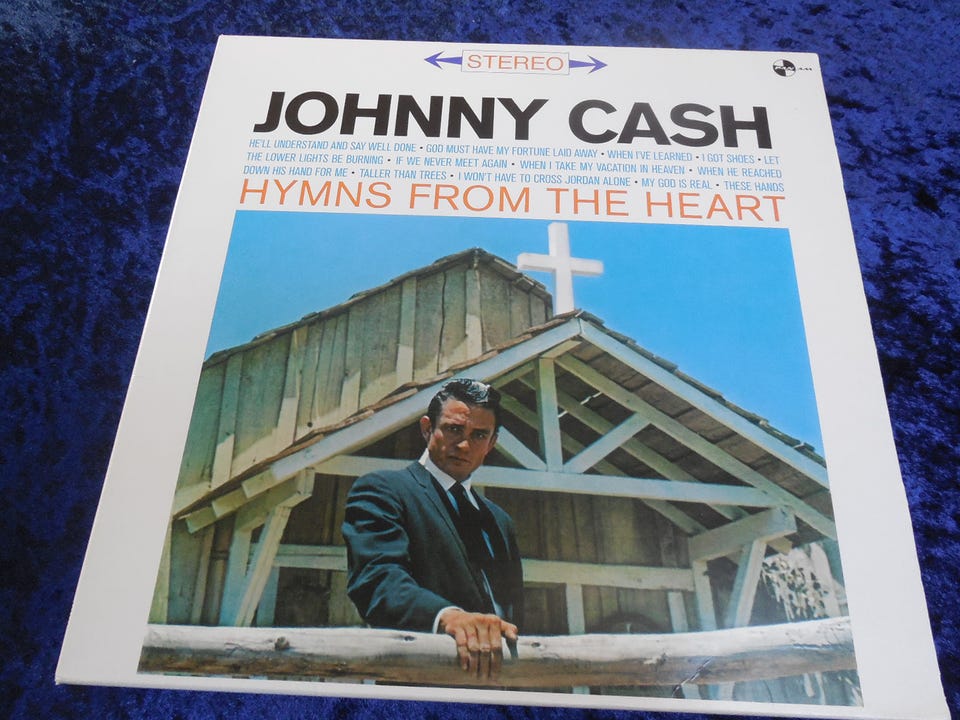 STEREO
JOHNNY CASH
HE'LL UNDERSTAND AND SAY WELL DONE • GOD MUST HAVE MY FORTUNE LAID AWAY • WHEN I'VE LEARNED • I GOT SHOES • LET
THE LOWER LIGHTS BE BURNING • IF WE NEVER MEET AGAIN • WHEN I TAKE MY VACATION IN HEAVEN • WHEN HE REACHED
DOWN HIS HAND FOR ME • TALLER THAN TREES • I WON'T HAVE TO CROSS JORDAN ALONE • MY GOD IS REAL • THESE HANDS
HYMNS FROM THE HEART